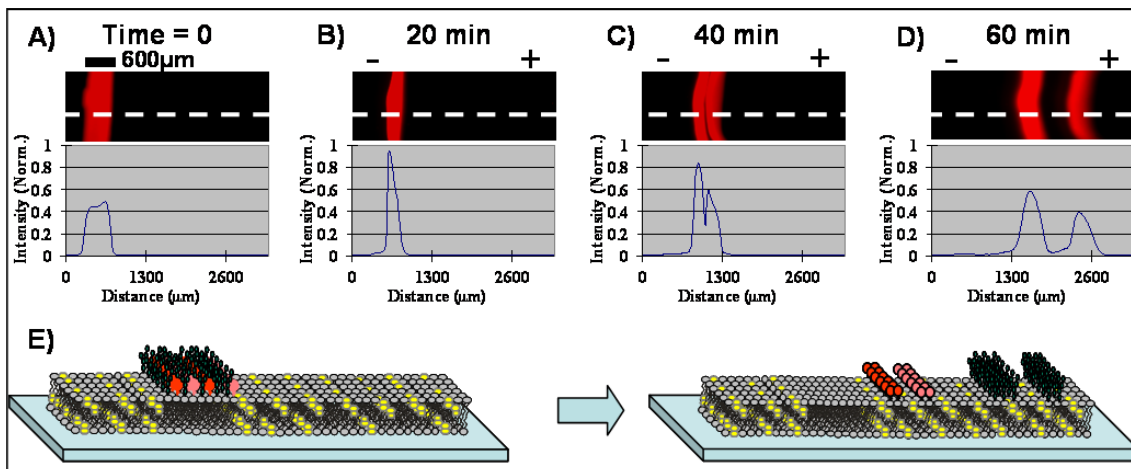 A) Time = 0
600µm
Intensity (Norm.)
1
0.8
0.6
0.4
0.2
0
0 1300 2600
Distance (µm)
B) 20 min
- +
Intensity (Norm.)
1
0.8
0.6
0.4
0.2
0
0 1300 2600
Distance (µm)
C) 40 min
- +
Intensity (Norm.)
1
0.8
0.6
0.4
0.2
0
0 1300 2600
Distance (µm)
D) 60 min
- +
Intensity (Norm.)
1
0.8
0.6
0.4
0.2
0
0 1300 2600
Distance (µm)
E)